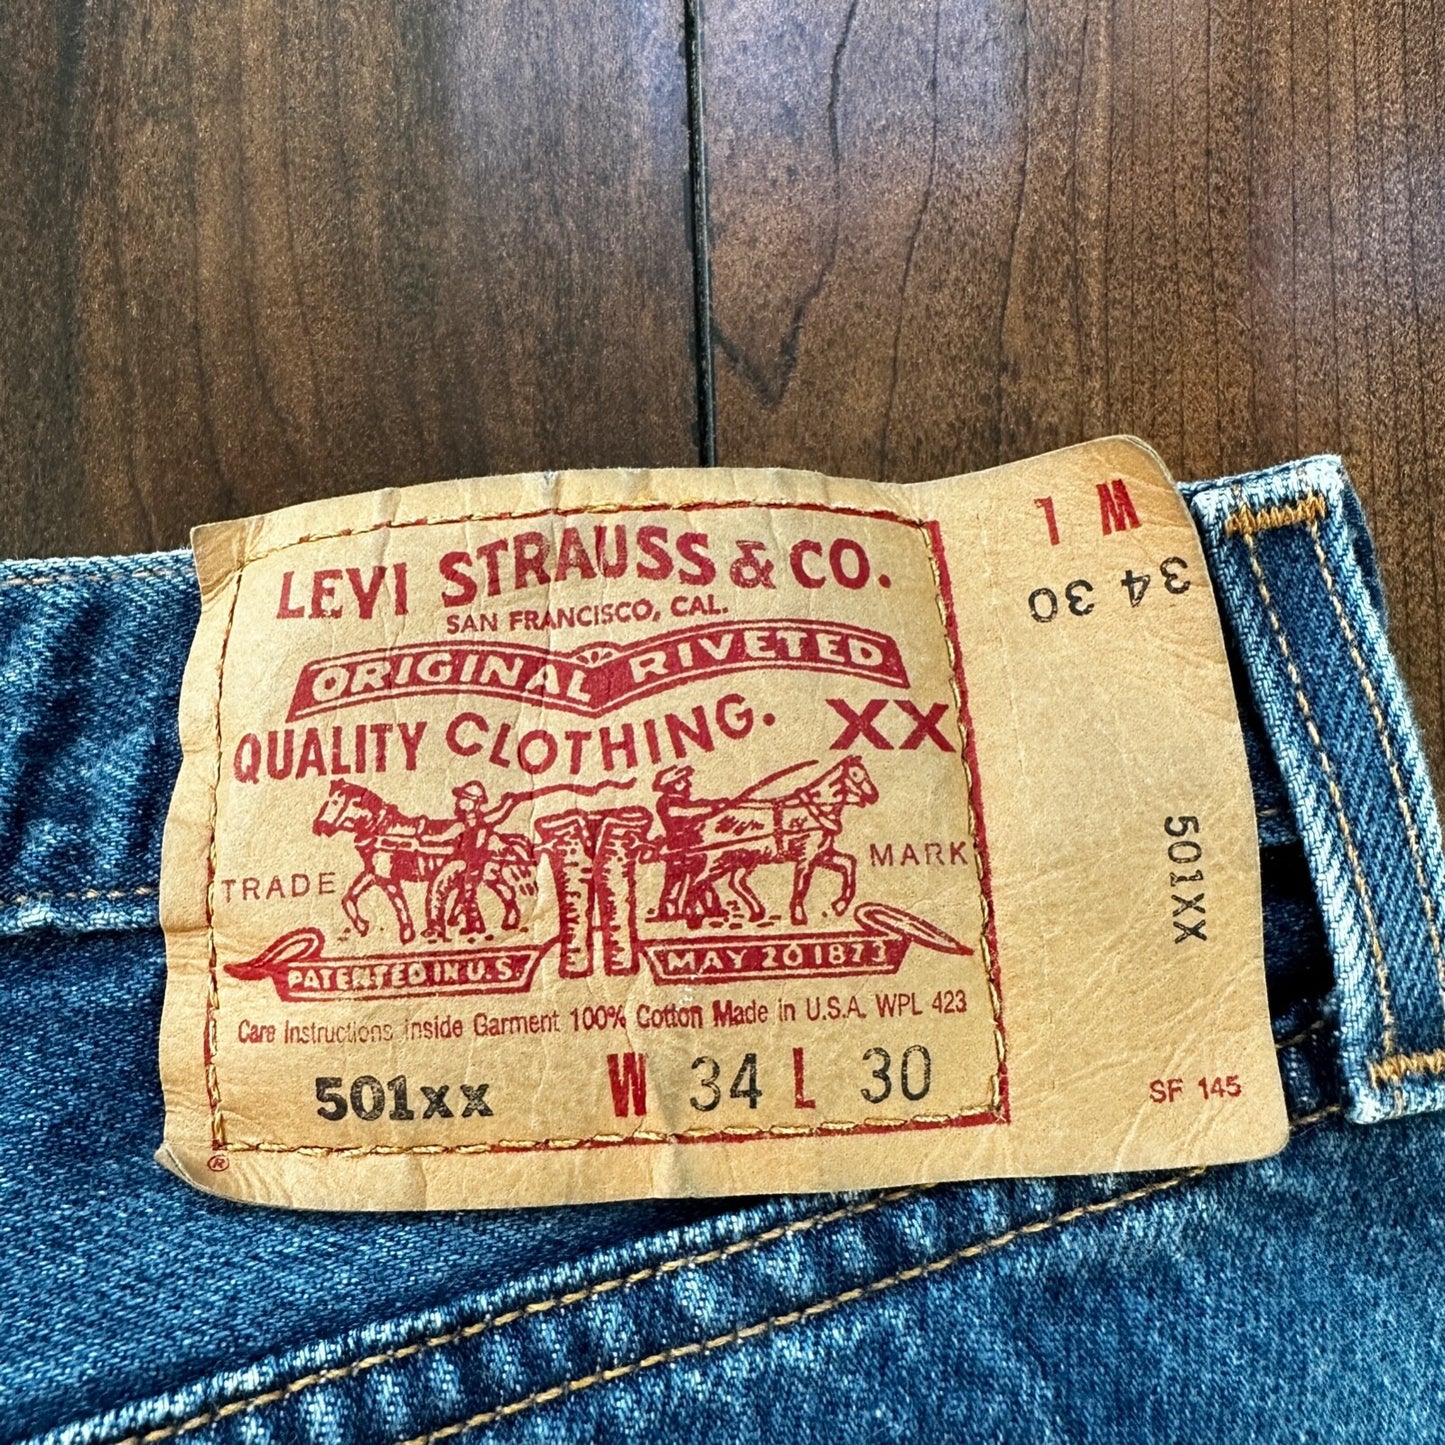 LEVI STRAUSS & CO.
SAN FRANCISCO, CAL.
ORIGINAL RIVETED
QUALITY CLOTHING. XX
TRADE MARK
PATENTED IN U.S. MAY 20 1873
Care Instructions inside Garment 100% Cotton Made in U.S.A. WPL 423
501xx W 34 L 30
®
1 M
34 30
501XX
SF 145